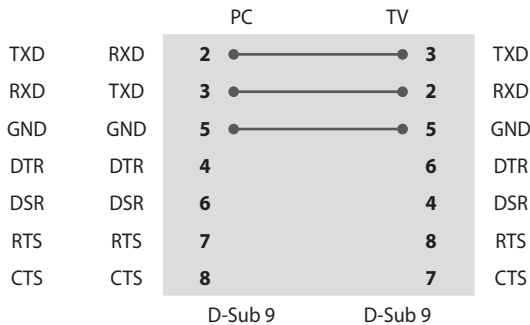 PC TV
TXD RXD 2 3 TXD
RXD TXD 3 2 RXD
GND GND 5 5 GND
DTR DTR 4 6 DTR
DSR DSR 6 4 DSR
RTS RTS 7 8 RTS
CTS CTS 8 7 CTS
D-Sub 9 D-Sub 9